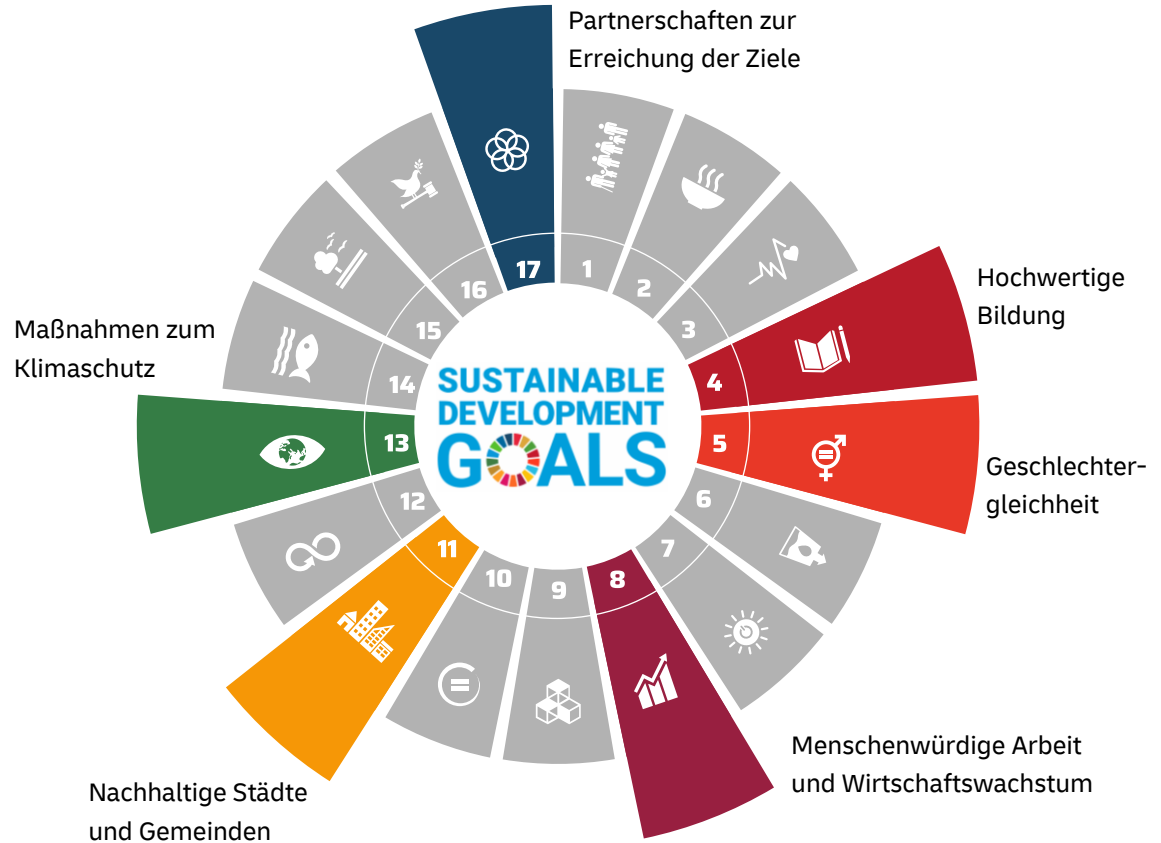 Partnerschaften zur
Erreichung der Ziele
Hochwertige
Bildung
Geschlechter-
gleichheit
Menschenwürdige Arbeit
und Wirtschaftswachstum
Nachhaltige Städte
und Gemeinden
Maßnahmen zum
Klimaschutz
1
2
3
4
5
6
7
8
9
10
11
12
13
14
15
16
17
SUSTAINABLE
DEVELOPMENT
GOALS